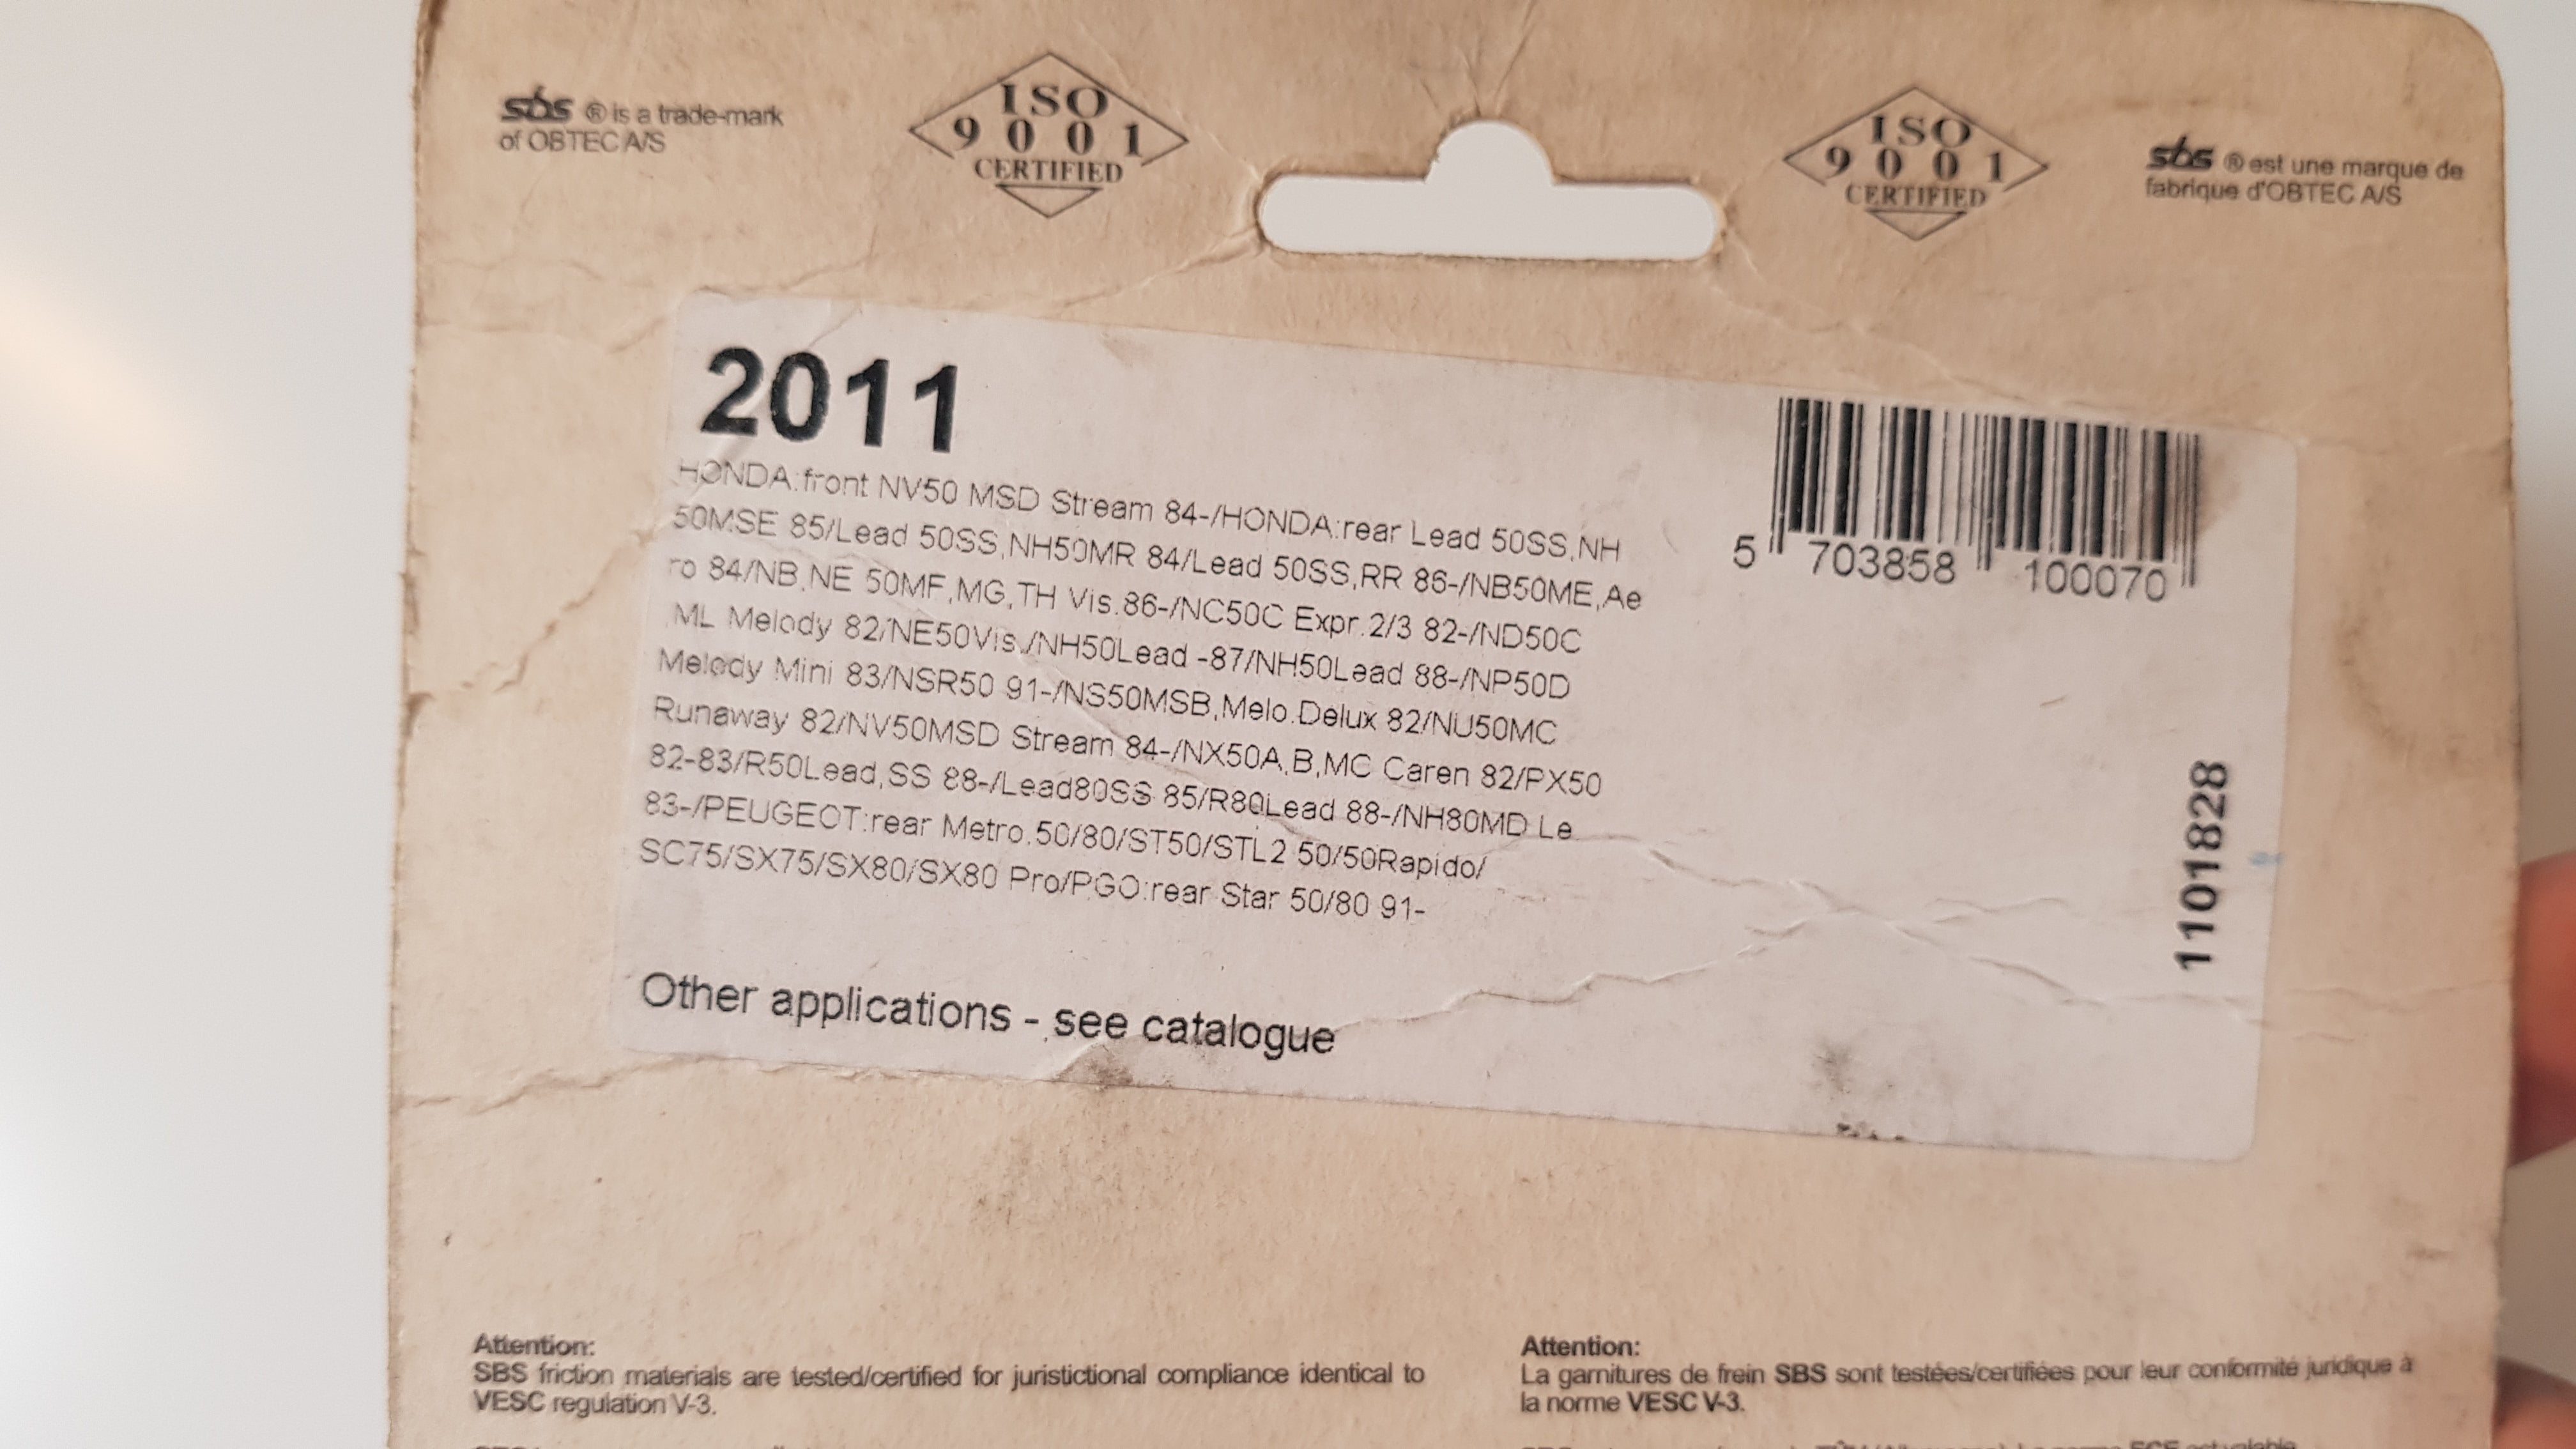 sbs ® is a trade-mark
of OBTEC A/S
ISO
9001
CERTIFIED
ISO
9001
CERTIFIED
sbs ® est une marque de
fabrique d'OBTEC A/S
2011
HONDA:front NV50 MSD Stream 84-/HONDA:rear Lead 50SS,NH
50MSE 85/Lead 50SS,NH50MR 84/Lead 50SS,RR 86-/NB50ME,Ae
ro 84/NB,NE 50MF,MG,TH Vis.86-/NC50C Expr.2/3 82-/ND50C
,ML Melody 82/NE50Vis./NH50Lead -87/NH50Lead 88-/NP50D
Melody Mini 83/NSR50 91-/NS50MSB,Melo.Delux 82/NU50MC
Runaway 82/NV50MSD Stream 84-/NX50A,B,MC Caren 82/PX50
82-83/R50Lead,SS 88-/Lead80SS 85/R80Lead 88-/NH80MD Le
83-/PEUGEOT:rear Metro.50/80/ST50/STL2 50/50Rapido/
SC75/SX75/SX80/SX80 Pro/PGO:rear Star 50/80 91-
5 703858 100070
1101828
Other applications - see catalogue
Attention:
SBS friction materials are tested/certified for juristictional compliance identical to
VESC regulation V-3.
Attention:
La garnitures de frein SBS sont testées/certifiées pour leur conformité juridique à
la norme VESC V-3.